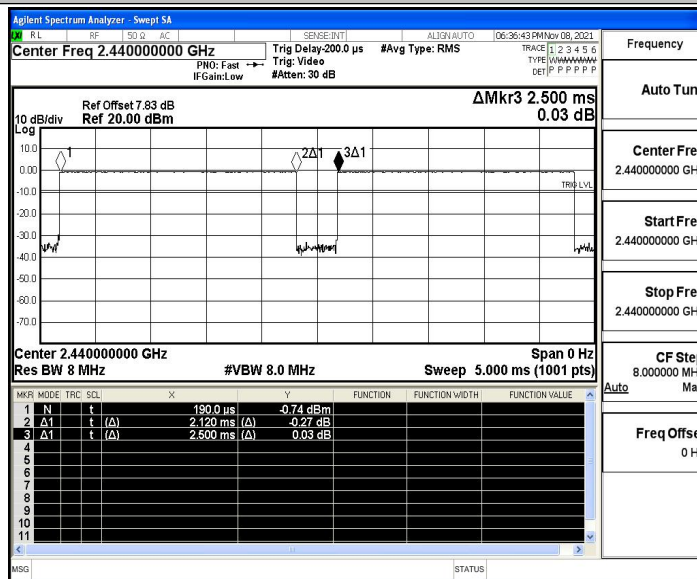 Agilent Spectrum Analyzer - Swept SA
RL RF 50 Ω AC SENSE:INT ALIGN AUTO 06:36:43 PM Nov 08, 2021
Center Freq 2.440000000 GHz
PNO: Fast
IFGain:Low
Trig Delay-200.0 µs
Trig: Video
#Atten: 30 dB
#Avg Type: RMS
TRACE 1 2 3 4 5 6
TYPE
DET P P P P P P
Ref Offset 7.83 dB
Ref 20.00 dBm
10 dB/div
Log
ΔMkr3 2.500 ms
0.03 dB
1
2Δ1
3Δ1
TRIG LVL
10.0
0.00
-10.0
-20.0
-30.0
-40.0
-50.0
-60.0
-70.0
Center 2.440000000 GHz Span 0 Hz
Res BW 8 MHz #VBW 8.0 MHz Sweep 5.000 ms (1001 pts)
MKR MODE TRC SCL X Y FUNCTION FUNCTION WIDTH FUNCTION VALUE
1 N t 190.0 µs -0.74 dBm
2 Δ1 t (Δ) 2.120 ms (Δ) -0.27 dB
3 Δ1 t (Δ) 2.500 ms (Δ) 0.03 dB
4
5
6
7
8
9
10
11
MSG STATUS
Frequency
Auto Tun
Center Fre
2.440000000 GH
Start Fre
2.440000000 GH
Stop Fre
2.440000000 GH
CF Ste
8.000000 MH
Auto Ma
Freq Offse
0 H